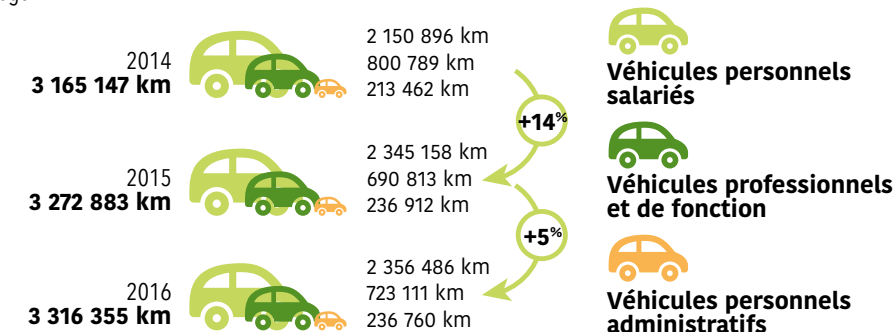 2014
3 165 147 km
2 150 896 km
800 789 km
213 462 km
+14%
2015
3 272 883 km
2 345 158 km
690 813 km
236 912 km
+5%
2016
3 316 355 km
2 356 486 km
723 111 km
236 760 km
Véhicules personnels
salariés
Véhicules professionnels
et de fonction
Véhicules personnels
administratifs